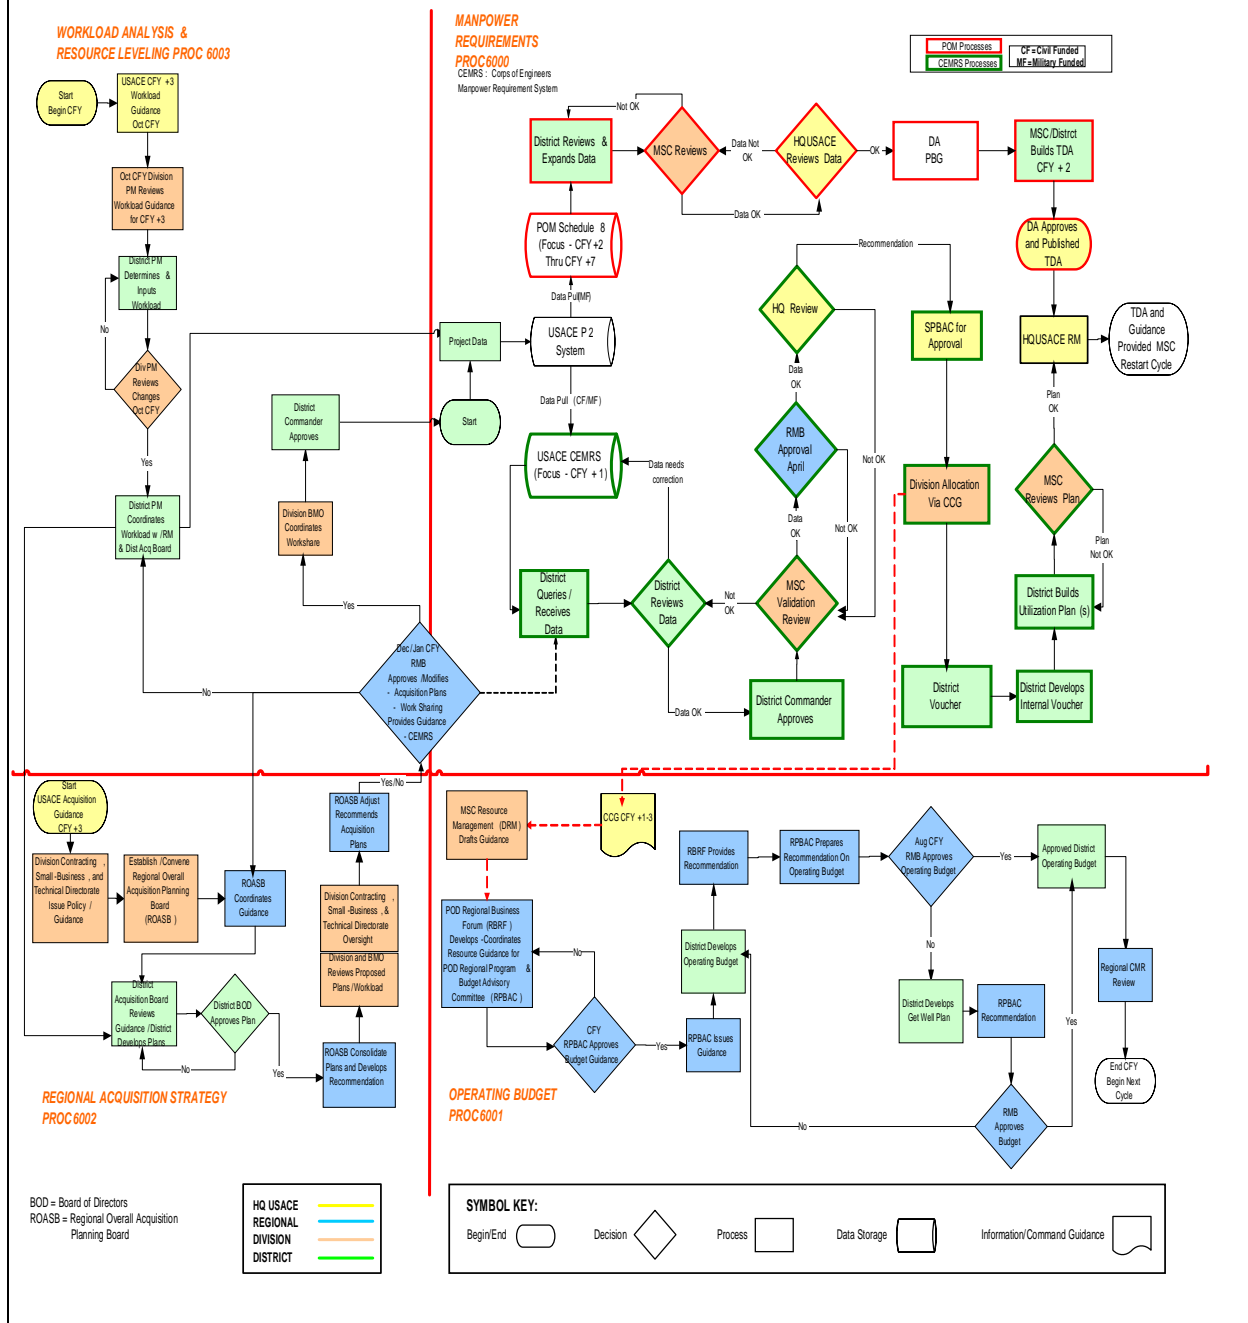 WORKLOAD ANALYSIS &
RESOURCE LEVELING PROC 6003
Start
Begin CFY
USACE CFY +3
Workload
Guidance
Oct CFY
Oct CFY Division
PM Reviews
Workload Guidance
for CFY +3
District PM
Determines &
Inputs
Workload
No
Div PM
Reviews
Changes
Oct CFY
Yes
District PM
Coordinates
Workload w / RM
& Dist Acq Board
District
Commander
Approves
Division BMO
Coordinates
Workshare
Yes
No
Dec / Jan CFY
RMB
Approves / Modifies
- Acquisition Plans
- Work Sharing
Provides Guidance
- CEMRS
MANPOWER
REQUIREMENTS
PROC 6000
CEMRS : Corps of Engineers
Manpower Requirement System
POM Processes
CEMRS Processes
CF = Civil Funded
MF = Military Funded
Not OK
District Reviews &
Expands Data
MSC Reviews
Data Not
OK
HQUSACE
Reviews Data
OK
DA
PBG
MSC/Distrct
Builds TDA
CFY + 2
Data OK
POM Schedule 8
(Focus - CFY +2
Thru CFY +7
DA Approves
and Published
TDA
Recommendation
Data Pull(MF)
HQ Review
SPBAC for
Approval
HQUSACE RM
TDA and
Guidance
Provided MSC
Restart Cycle
Project Data
USACE P 2
System
Data
OK
Plan
OK
Data Pull (CF/MF)
Start
USACE CEMRS
(Focus - CFY + 1)
Data needs
correction
RMB
Approval
April
Not OK
Division Allocation
Via CCG
MSC
Reviews Plan
Data
OK
Not OK
Plan
Not OK
District
Queries /
Receives
Data
District
Reviews
Data
Not
OK
MSC
Validation
Review
District Builds
Utilization Plan (s)
Data OK
District Commander
Approves
District
Voucher
District Develops
Internal Voucher
Start
USACE Acquisition
Guidance
CFY +3
Division Contracting ,
Small -Business , and
Technical Directorate
Issue Policy /
Guidance
Establish / Convene
Regional Overall
Acquisition Planning
Board
(ROASB )
ROASB
Coordinates
Guidance
Yes/No
ROASB Adjust
Recommends
Acquisition
Plans
Division Contracting ,
Small -Business , &
Technical Directorate
Oversight
Division and BMO
Reviews Proposed
Plans / Workload
District
Acquisition Board
Reviews
Guidance / District
Develops Plans
District BOD
Approves Plan
No
Yes
ROASB Consolidate
Plans and Develops
Recommendation
REGIONAL ACQUISITION STRATEGY
PROC 6002
MSC Resource
Management (DRM )
Drafts Guidance
CCG CFY +1-3
POD Regional Business
Forum ( RBRF )
Develops -Coordinates
Resource Guidance for
POD Regional Program &
Budget Advisory
Committee ( RPBAC )
No
CFY
RPBAC Approves
Budget Guidance
Yes
RPBAC Issues
Guidance
District Develops
Operating Budget
RBRF Provides
Recommendation
RPBAC Prepares
Recommendation On
Operating Budget
Aug CFY
RMB Approves
Operating Budget
Yes
Approved District
Operating Budget
No
District Develops
Get Well Plan
RPBAC
Recommendation
Regional CMR
Review
Yes
RMB
Approves
Budget
No
End CFY
Begin Next
Cycle
OPERATING BUDGET
PROC 6001
BOD = Board of Directors
ROASB = Regional Overall Acquisition
Planning Board
HQ USACE
REGIONAL
DIVISION
DISTRICT
SYMBOL KEY:
Begin/End
Decision
Process
Data Storage
Information/Command Guidance